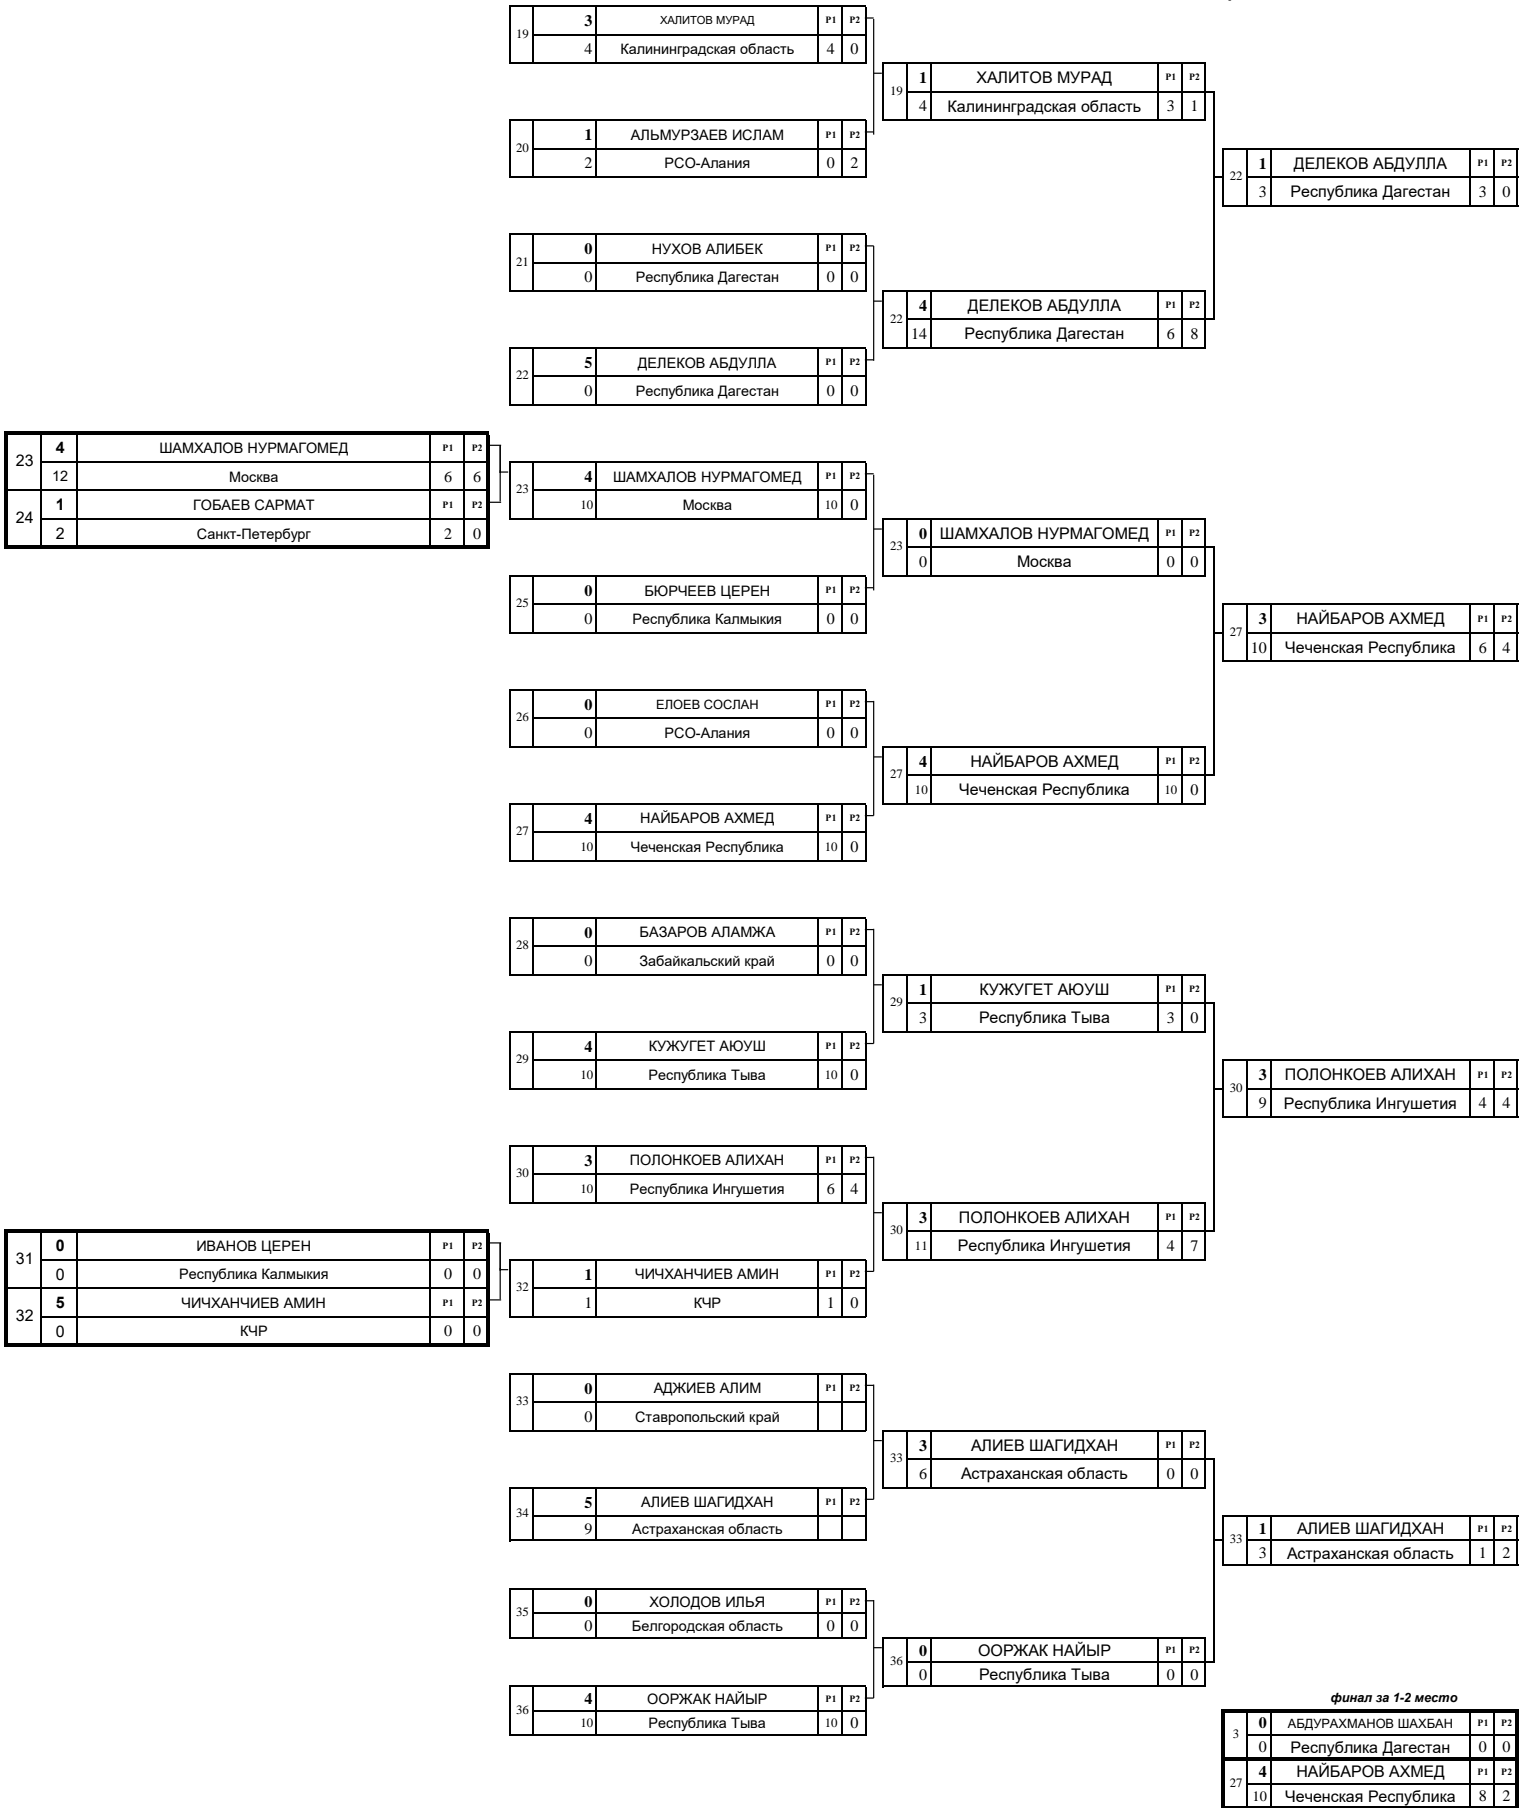 19 3 ХАЛИТОВ МУРАД P1 P2
4 Калининградская область 4 0
19 1 ХАЛИТОВ МУРАД P1 P2
4 Калининградская область 3 1
20 1 АЛЬМУРЗАЕВ ИСЛАМ P1 P2
2 РСО-Алания 0 2
22 1 ДЕЛЕКОВ АБДУЛЛА P1 P2
3 Республика Дагестан 3 0
21 0 НУХОВ АЛИБЕК P1 P2
0 Республика Дагестан 0 0
22 4 ДЕЛЕКОВ АБДУЛЛА P1 P2
14 Республика Дагестан 6 8
22 5 ДЕЛЕКОВ АБДУЛЛА P1 P2
0 Республика Дагестан 0 0
23 4 ШАМХАЛОВ НУРМАГОМЕД P1 P2
12 Москва 6 6
24 1 ГОБАЕВ САРМАТ P1 P2
2 Санкт-Петербург 2 0
23 4 ШАМХАЛОВ НУРМАГОМЕД P1 P2
10 Москва 10 0
23 0 ШАМХАЛОВ НУРМАГОМЕД P1 P2
0 Москва 0 0
25 0 БЮРЧЕЕВ ЦЕРЕН P1 P2
0 Республика Калмыкия 0 0
27 3 НАЙБАРОВ АХМЕД P1 P2
10 Чеченская Республика 6 4
26 0 ЕЛОЕВ СОСЛАН P1 P2
0 РСО-Алания 0 0
27 4 НАЙБАРОВ АХМЕД P1 P2
10 Чеченская Республика 10 0
27 4 НАЙБАРОВ АХМЕД P1 P2
10 Чеченская Республика 10 0
28 0 БАЗАРОВ АЛАМЖА P1 P2
0 Забайкальский край 0 0
29 1 КУЖУГЕТ АЮУШ P1 P2
3 Республика Тыва 3 0
29 4 КУЖУГЕТ АЮУШ P1 P2
10 Республика Тыва 10 0
30 3 ПОЛОНКОЕВ АЛИХАН P1 P2
9 Республика Ингушетия 4 4
30 3 ПОЛОНКОЕВ АЛИХАН P1 P2
10 Республика Ингушетия 6 4
30 3 ПОЛОНКОЕВ АЛИХАН P1 P2
11 Республика Ингушетия 4 7
31 0 ИВАНОВ ЦЕРЕН P1 P2
0 Республика Калмыкия 0 0
32 5 ЧИЧХАНЧИЕВ АМИН P1 P2
0 КЧР 0 0
32 1 ЧИЧХАНЧИЕВ АМИН P1 P2
1 КЧР 1 0
33 0 АДЖИЕВ АЛИМ P1 P2
0 Ставропольский край
33 3 АЛИЕВ ШАГИДХАН P1 P2
6 Астраханская область 0 0
34 5 АЛИЕВ ШАГИДХАН P1 P2
9 Астраханская область
33 1 АЛИЕВ ШАГИДХАН P1 P2
3 Астраханская область 1 2
35 0 ХОЛОДОВ ИЛЬЯ P1 P2
0 Белгородская область 0 0
36 0 ООРЖАК НАЙЫР P1 P2
0 Республика Тыва 0 0
36 4 ООРЖАК НАЙЫР P1 P2
10 Республика Тыва 10 0
финал за 1-2 место
3 0 АБДУРАХМАНОВ ШАХБАН P1 P2
0 Республика Дагестан 0 0
27 4 НАЙБАРОВ АХМЕД P1 P2
10 Чеченская Республика 8 2